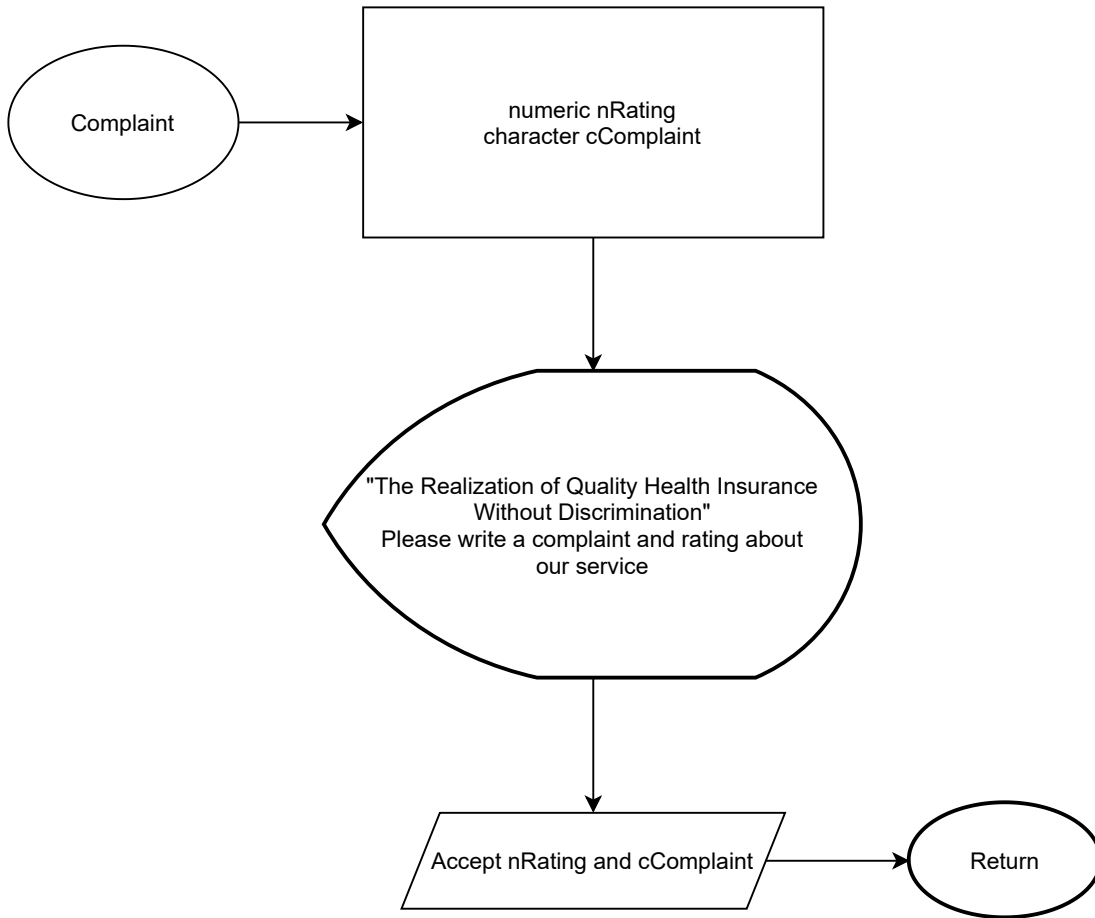 Complaint
numeric nRating
character cComplaint
"The Realization of Quality Health Insurance
Without Discrimination"
Please write a complaint and rating about
our service
Accept nRating and cComplaint
Return